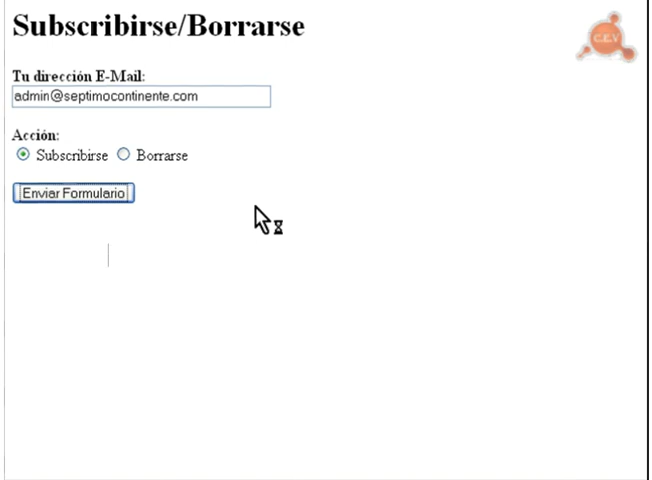 Subscribirse/Borrarse
C.E.V
Tu dirección E-Mail:
admin@septimocontinente.com
Acción:
Subscribirse Borrarse
Enviar Formulario